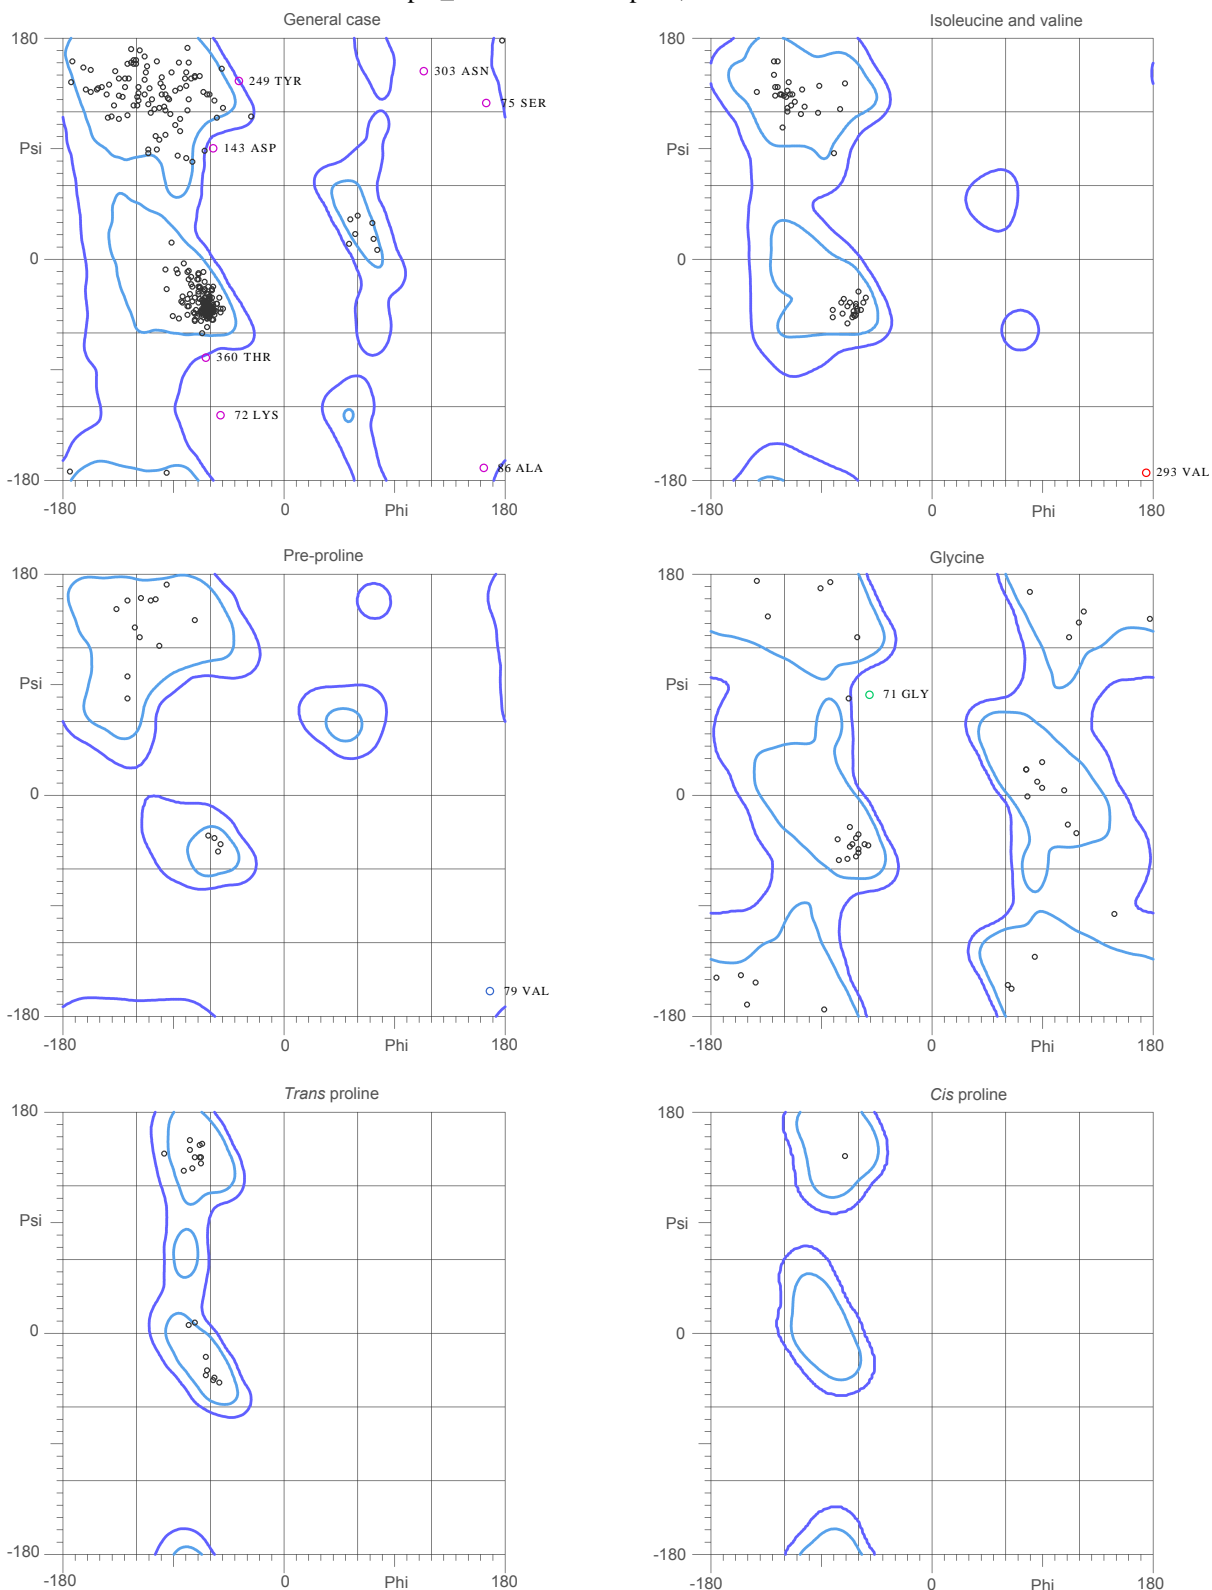 General case
Isoleucine and valine
180
249 TYR
303 ASN
75 SER
Psi
143 ASP
0
360 THR
72 LYS
86 ALA
-180
-180
0
Phi
180
180
Psi
0
-180
293 VAL
-180
0
Phi
180
Pre-proline
Glycine
180
Psi
0
79 VAL
-180
-180
0
Phi
180
180
Psi
71 GLY
0
-180
-180
0
Phi
180
Trans proline
Cis proline
180
Psi
0
-180
-180
0
Phi
180
180
Psi
0
-180
-180
0
Phi
180